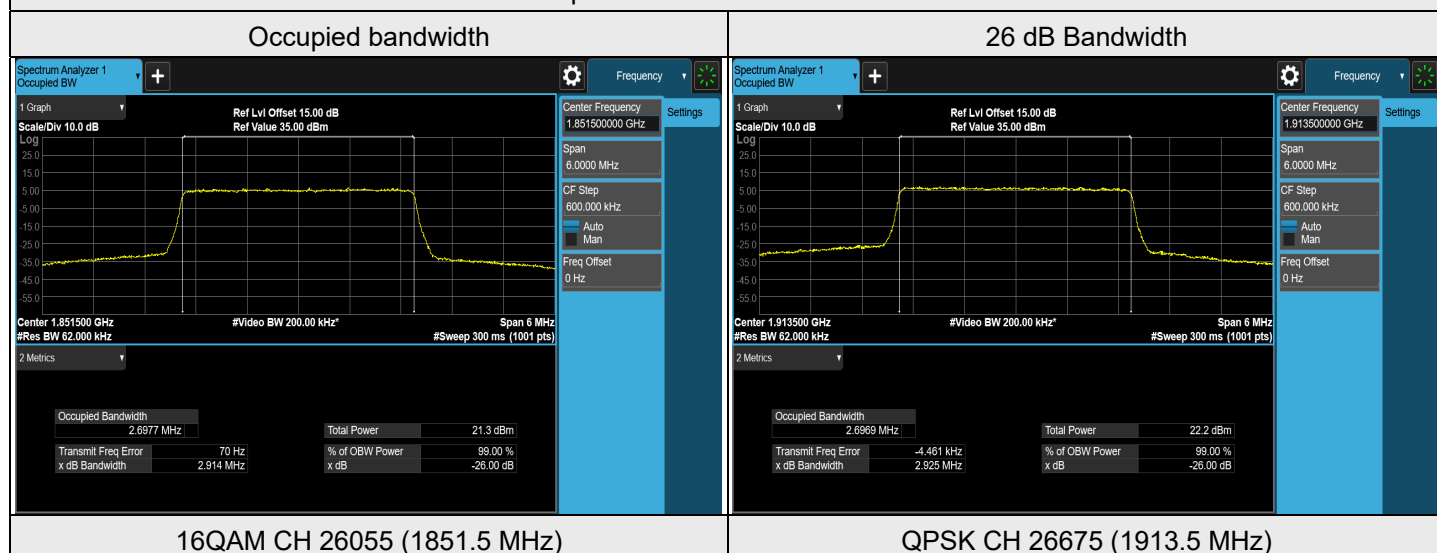 Occupied bandwidth
26 dB Bandwidth
Spectrum Analyzer 1
Occupied BW
+
Frequency
1 Graph
Scale/Div 10.0 dB
Ref Lvl Offset 15.00 dB
Ref Value 35.00 dBm
Log
25.0
15.0
5.00
-5.00
-15.0
-25.0
-35.0
-45.0
-55.0
Center 1.851500 GHz
#Video BW 200.00 kHz*
Span 6 MHz
#Res BW 62.000 kHz
#Sweep 300 ms (1001 pts)
Center Frequency
1.851500000 GHz
Settings
Span
6.0000 MHz
CF Step
600.000 kHz
Auto
Man
Freq Offset
0 Hz
2 Metrics
Occupied Bandwidth
2.6977 MHz
Total Power 21.3 dBm
Transmit Freq Error 70 Hz
% of OBW Power 99.00 %
x dB Bandwidth 2.914 MHz
x dB -26.00 dB
Spectrum Analyzer 1
Occupied BW
+
Frequency
1 Graph
Scale/Div 10.0 dB
Ref Lvl Offset 15.00 dB
Ref Value 35.00 dBm
Log
25.0
15.0
5.00
-5.00
-15.0
-25.0
-35.0
-45.0
-55.0
Center 1.913500 GHz
#Video BW 200.00 kHz*
Span 6 MHz
#Res BW 62.000 kHz
#Sweep 300 ms (1001 pts)
Center Frequency
1.913500000 GHz
Settings
Span
6.0000 MHz
CF Step
600.000 kHz
Auto
Man
Freq Offset
0 Hz
2 Metrics
Occupied Bandwidth
2.6969 MHz
Total Power 22.2 dBm
Transmit Freq Error -4.461 kHz
% of OBW Power 99.00 %
x dB Bandwidth 2.925 MHz
x dB -26.00 dB
16QAM CH 26055 (1851.5 MHz)
QPSK CH 26675 (1913.5 MHz)